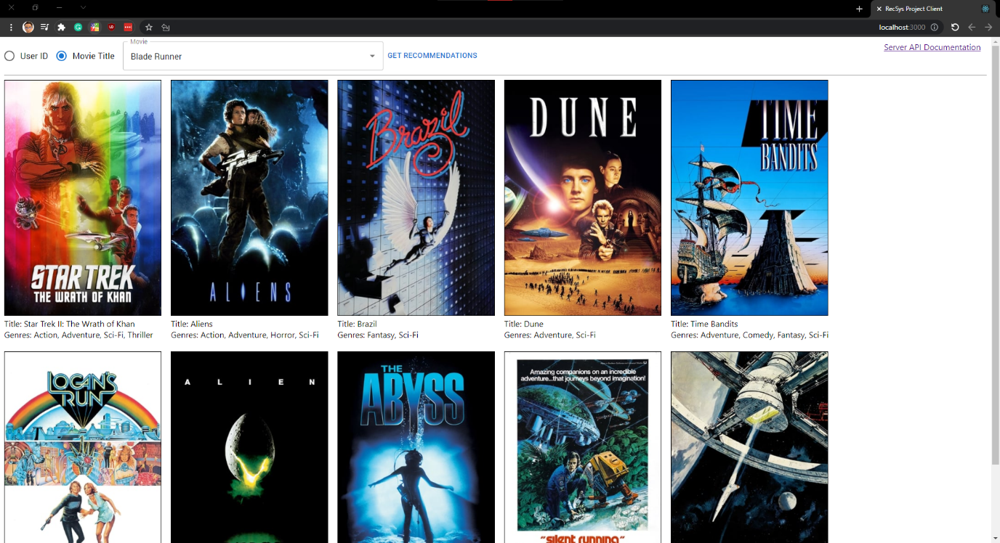 RecSys Project Client
localhost:3000
Server API Documentation
User ID
Movie Title
Movie
Blade Runner
GET RECOMMENDATIONS
STAR TREK
THE WRATH OF KHAN
Title: Star Trek II: The Wrath of Khan
Genres: Action, Adventure, Sci-Fi, Thriller
ALIENS
Title: Aliens
Genres: Action, Adventure, Horror, Sci-Fi
Brazil
Title: Brazil
Genres: Fantasy, Sci-Fi
DUNE
Title: Dune
Genres: Adventure, Sci-Fi
TIME
BANDITS
Title: Time Bandits
Genres: Adventure, Comedy, Fantasy, Sci-Fi
LOGAN'S
RUN
ALIEN
THE
ABYSS
Amazing companions on an incredible
adventure...that journeys beyond imagination!
"silent running"